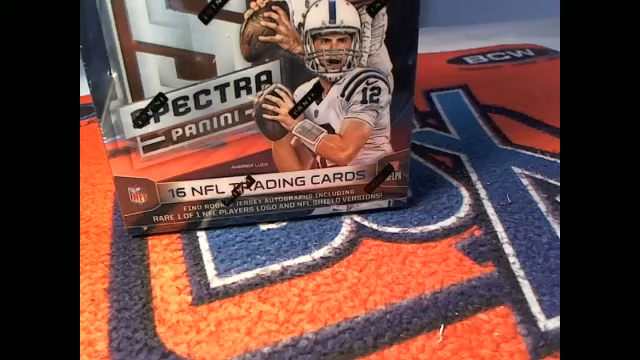 SPECTRA
PANINI
12
ANDREW LUCK
16 NFL TRADING CARDS
FIND ROOKIE JERSEY AUTOGRAPHS INCLUDING
RARE 1 OF 1 NFL PLAYERS LOGO AND NFL SHIELD VERSIONS!
NFL
BCW